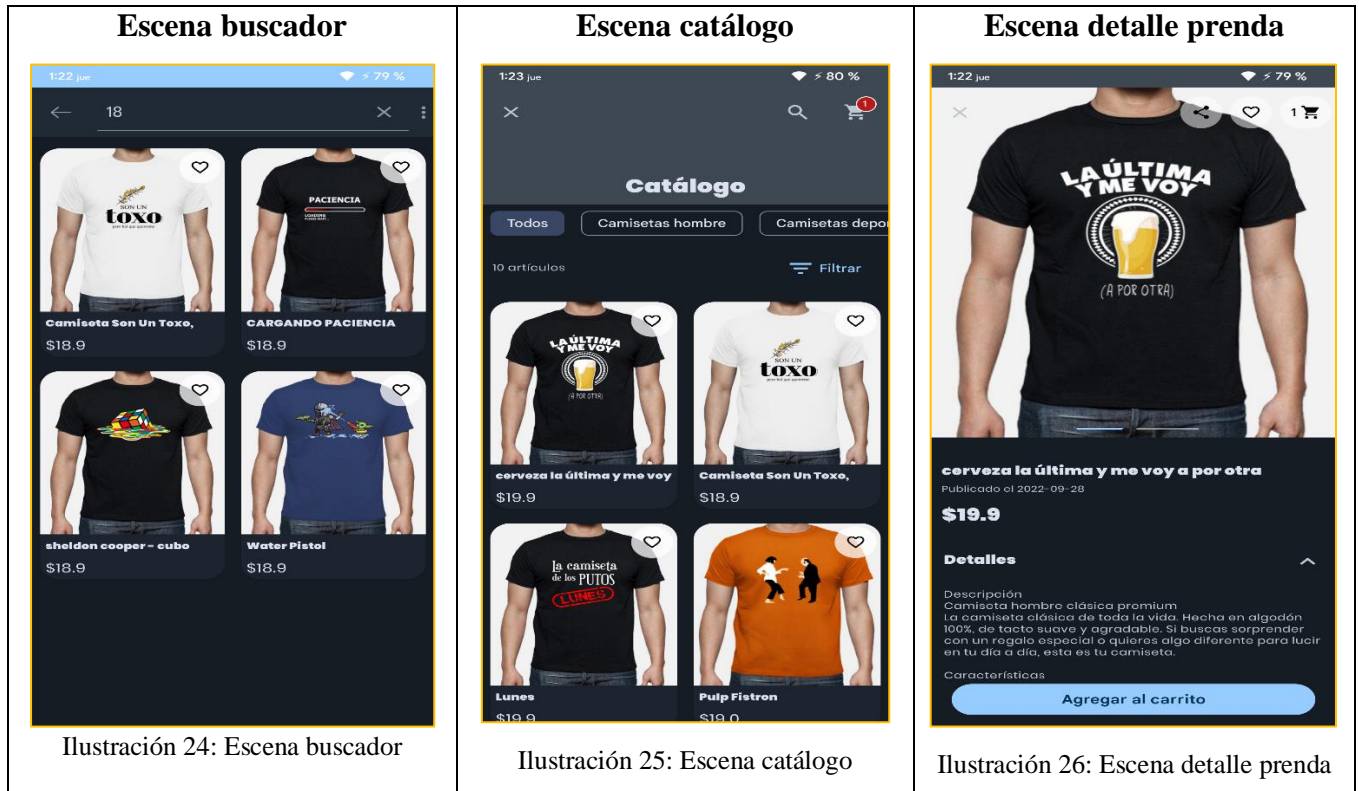 Escena buscador
1:22 jue
79 %
18
SON UN
toxo
PACIENCIA
LOADING
Camiseta Son Un Toxo,
$18.9
CARGANDO PACIENCIA
$18.9
sheldon cooper - cubo
$18.9
Water Pistol
$18.9
Ilustración 24: Escena buscador
Escena catálogo
1:23 jue
80 %
1
Catálogo
Todos
Camisetas hombre
Camisetas depo
10 artículos
Filtrar
LA ÚLTIMA
Y ME VOY
(A POR OTRA)
SON UN
toxo
cerveza la última y me voy
$19.9
Camiseta Son Un Toxo,
$18.9
la camiseta
de los PUTOS
LUNES
Lunes
$19.9
Pulp Fistron
$19.0
Ilustración 25: Escena catálogo
Escena detalle prenda
1:22 jue
79 %
1
LA ÚLTIMA
Y ME VOY
(A POR OTRA)
cerveza la última y me voy a por otra
Publicado el 2022-09-28
$19.9
Detalles
Descripción
Camiseta hombre clásica premium
La camiseta clásica de toda la vida. Hecha en algodón
100%, de tacto suave y agradable. Si buscas sorprender
con un regalo especial o quieres algo diferente para lucir
en tu día a día, esta es tu camiseta.
Características
Agregar al carrito
Ilustración 26: Escena detalle prenda